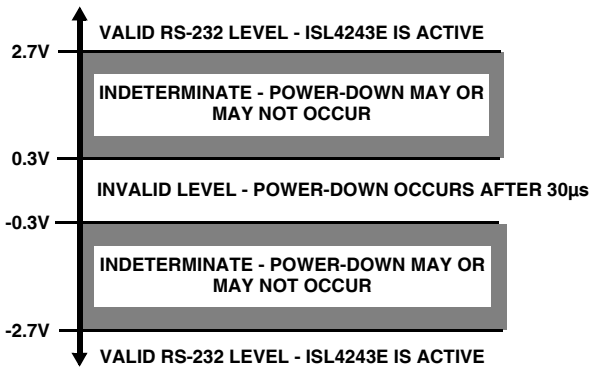 VALID RS-232 LEVEL - ISL4243E IS ACTIVE
2.7V
INDETERMINATE - POWER-DOWN MAY OR
MAY NOT OCCUR
0.3V
INVALID LEVEL - POWER-DOWN OCCURS AFTER 30µs
-0.3V
INDETERMINATE - POWER-DOWN MAY OR
MAY NOT OCCUR
-2.7V
VALID RS-232 LEVEL - ISL4243E IS ACTIVE